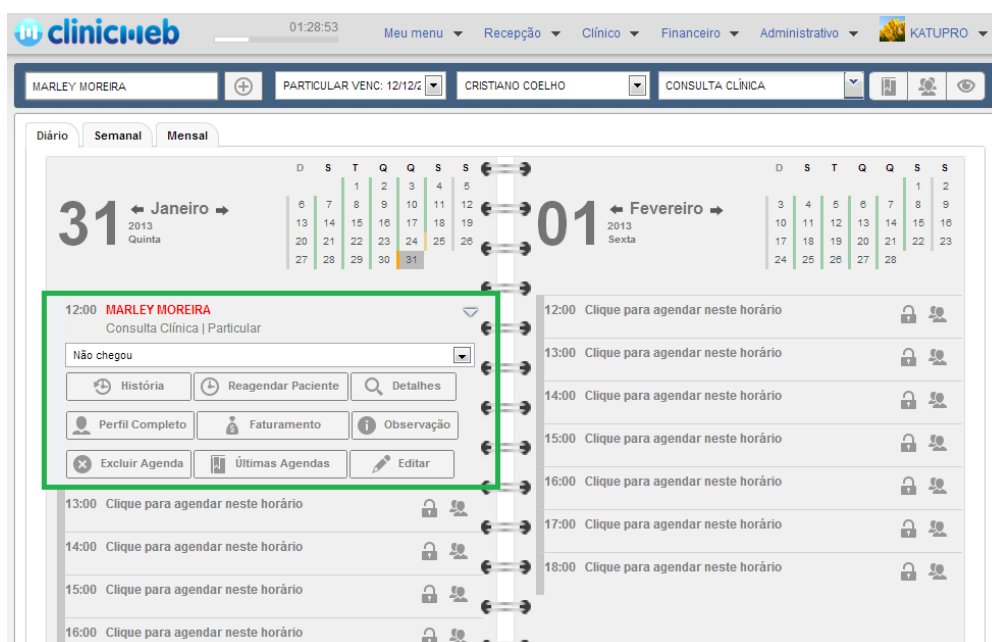 clinicweb 01:28:53 Meu menu Recepção Clínico Financeiro Administrativo KATUPRO
MARLEY MOREIRA PARTICULAR VENC: 12/12/2 CRISTIANO COELHO CONSULTA CLÍNICA
Diário Semanal Mensal
31
Janeiro
2013
Quinta
D S T Q Q S S
1 2 3 4 5
6 7 8 9 10 11 12
13 14 15 16 17 18 19
20 21 22 23 24 25 26
27 28 29 30 31
12:00 MARLEY MOREIRA
Consulta Clínica | Particular
Não chegou
História Reagendar Paciente Detalhes
Perfil Completo Faturamento Observação
Excluir Agenda Últimas Agendas Editar
13:00 Clique para agendar neste horário
14:00 Clique para agendar neste horário
15:00 Clique para agendar neste horário
16:00 Clique para agendar neste horário
01
Fevereiro
2013
Sexta
D S T Q Q S S
1 2
3 4 5 6 7 8 9
10 11 12 13 14 15 16
17 18 19 20 21 22 23
24 25 26 27 28
12:00 Clique para agendar neste horário
13:00 Clique para agendar neste horário
14:00 Clique para agendar neste horário
15:00 Clique para agendar neste horário
16:00 Clique para agendar neste horário
17:00 Clique para agendar neste horário
18:00 Clique para agendar neste horário